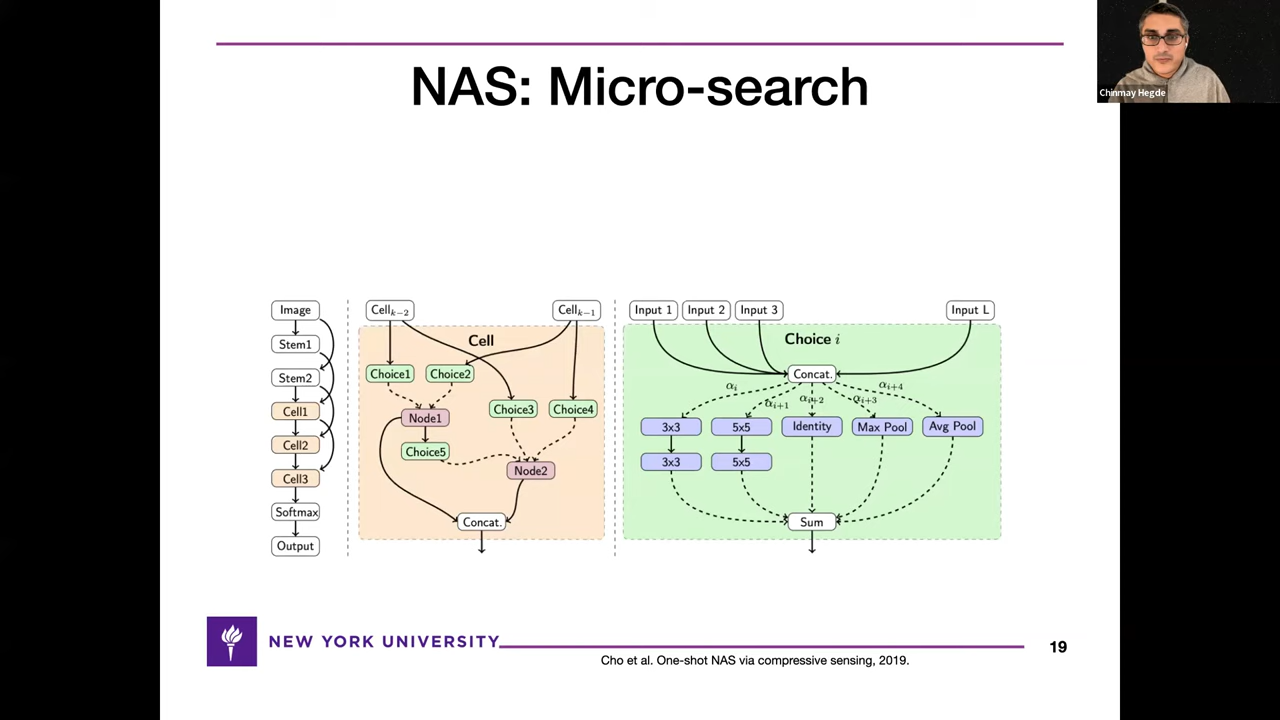 NAS: Micro-search
Chinmay Hegde
Image
Stem1
Stem2
Cell1
Cell2
Cell3
Softmax
Output
Cellk−2
Cellk−1
Cell
Choice1
Choice2
Choice3
Choice4
Node1
Choice5
Node2
Concat.
Input 1
Input 2
Input 3
Input L
Choice i
Concat.
αi
αi+1
αi+2
αi+3
αi+4
3x3
5x5
Identity
Max Pool
Avg Pool
3x3
5x5
Sum
NEW YORK UNIVERSITY
Cho et al. One-shot NAS via compressive sensing, 2019.
19